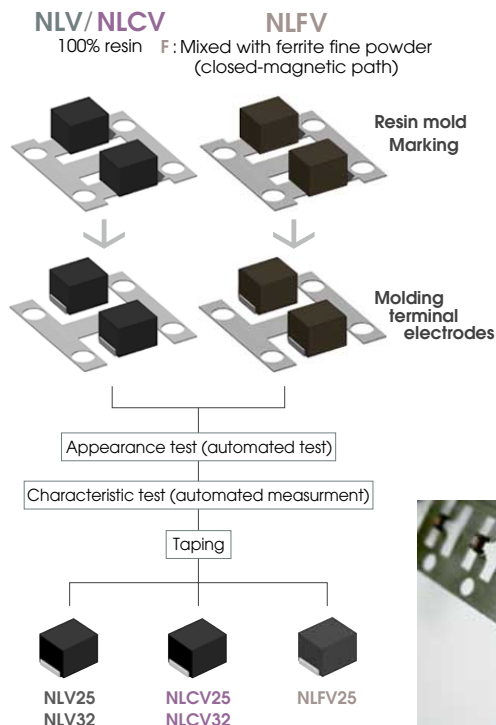 NLV/NLCV
100% resin
NLFV
F : Mixed with ferrite fine powder
(closed-magnetic path)
Resin mold
Marking
Molding
terminal
electrodes
Appearance test (automated test)
Characteristic test (automated measurment)
Taping
NLV25
NLV32
NLCV25
NLCV32
NLFV25